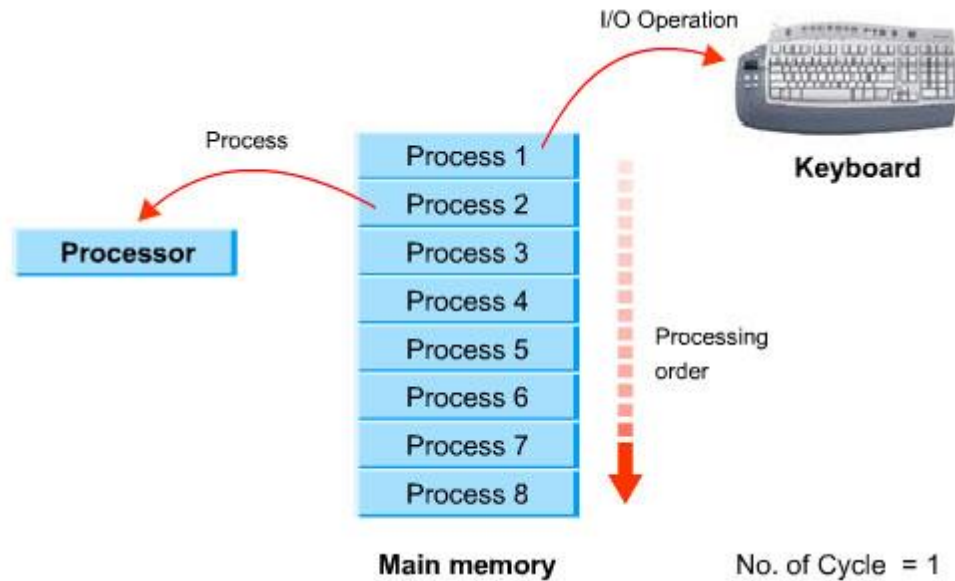 I/O Operation
Process
Keyboard
Process 1
Process 2
Processor
Process 3
Process 4
Process 5
Processing
order
Process 6
Process 7
Process 8
Main memory
No. of Cycle = 1